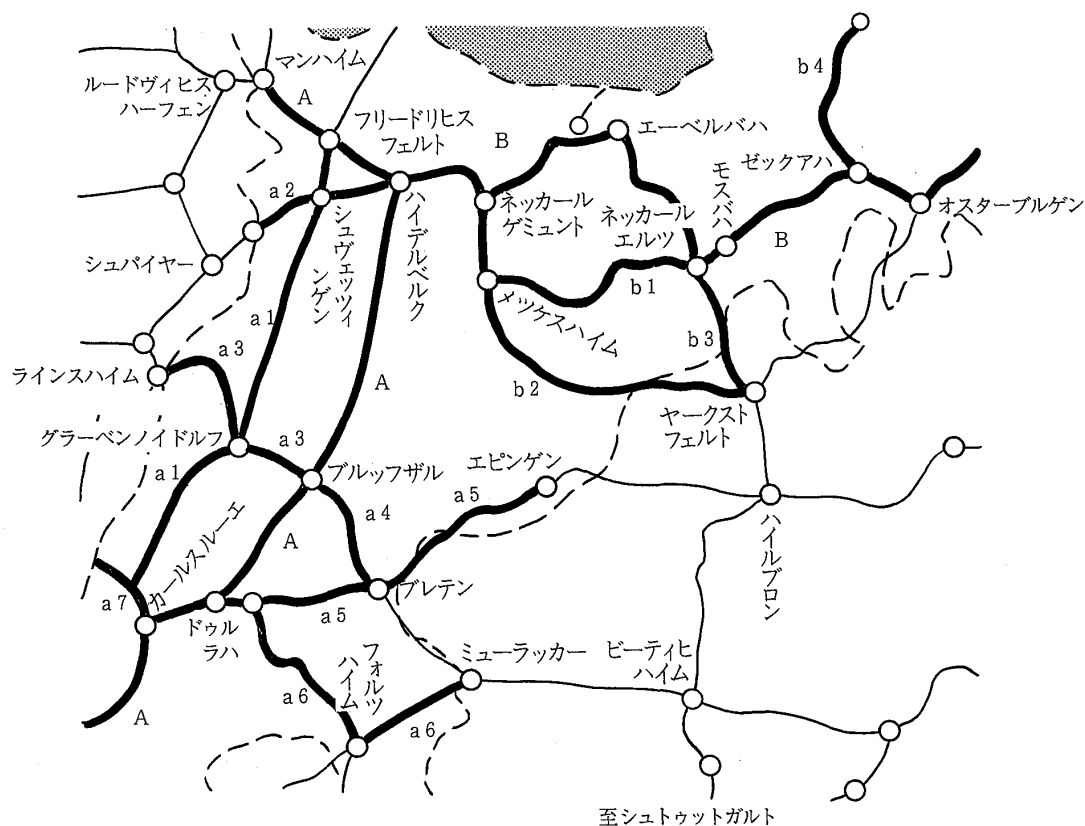 b4
マンハイム
ルードヴィヒス
ハーフェン
A
フリードリヒス
フェルト
B
エーベルバハ
ゼックアハ
モスバハ
a2
ネッカール
ゲミュント
ネッカール
エルツ
オスターブルゲン
シュヴェッツィ
ンゲン
ハイデルベルク
B
シュパイヤー
b1
メツケスハイム
a1
b3
a3
ラインスハイム
A
b2
ヤークスト
フェルト
グラーベンノイドルフ
a3
エピンゲン
ブルッフザル
a1
a5
a4
カールスルーエ
A
ハイルブロン
ブレテン
a7
a5
ドゥル
ラハ
フォルツ
ハイム
ミューラッカー
ビーティヒ
ハイム
a6
A
a6
至シュトゥットガルト